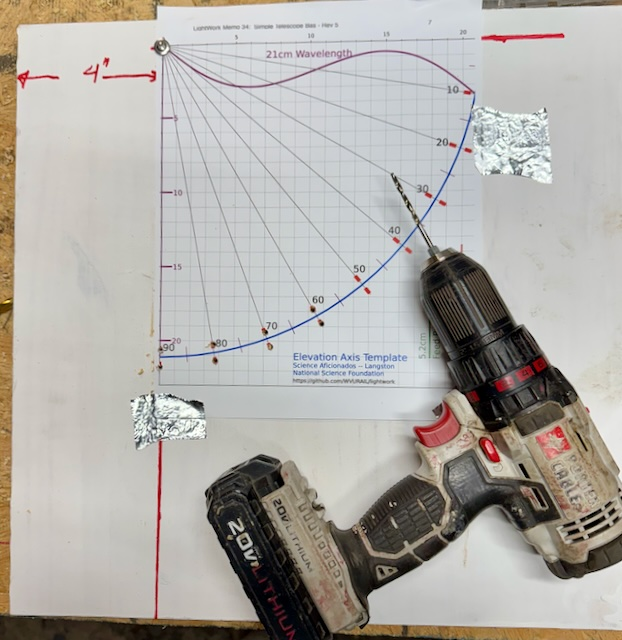 LightWork Memo 34: Simple Telescope Bas - Rev 5
5
10
15
7
20
21cm Wavelength
4"
10
5
20
10
30
40
15
50
60
70
20
80
90
5.2cm
Elevation Axis Template
Science Aficionados -- Langston
National Science Foundation
https://github.com/WVURAIL/lightwork
PORTER
CABLE
20V LITHIUM
20V LITHIUM